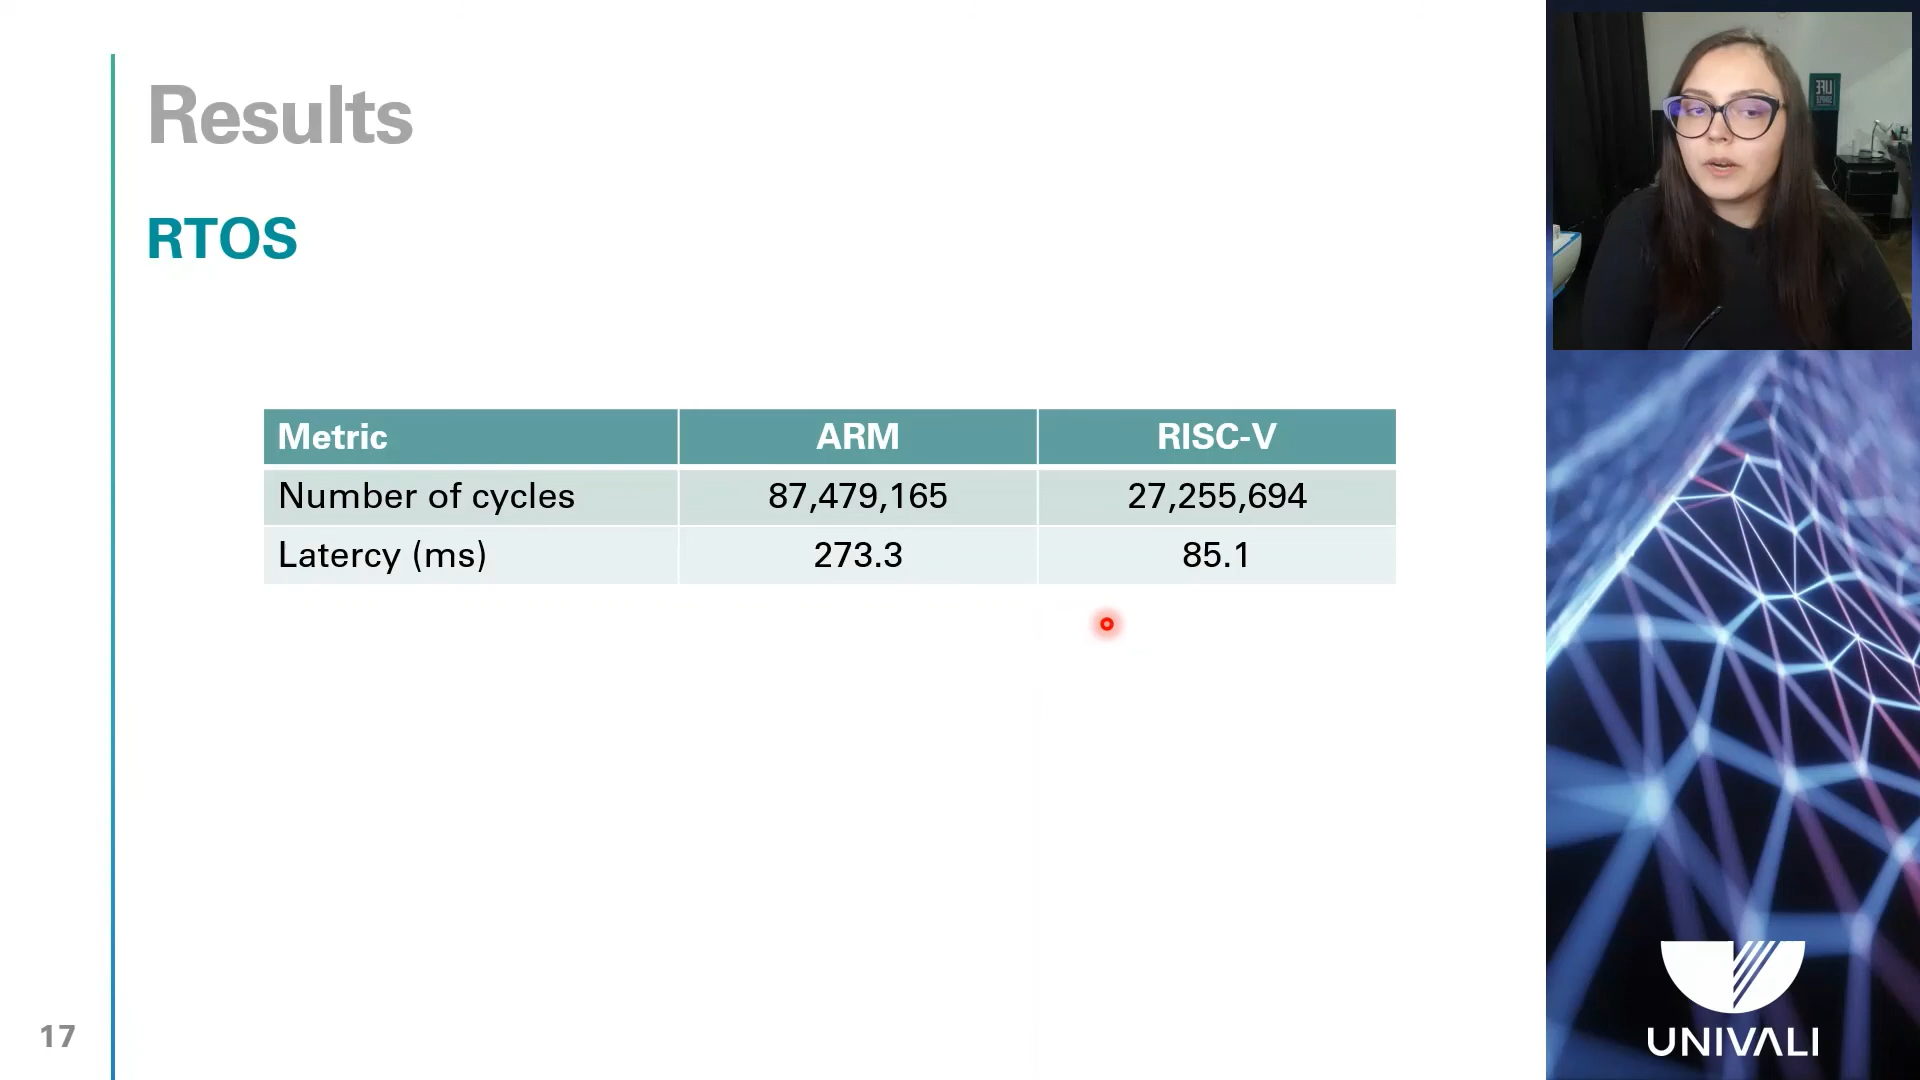 Results
RTOS
Metric ARM RISC-V
Number of cycles 87,479,165 27,255,694
Latercy (ms) 273.3 85.1
17
UNIVALI